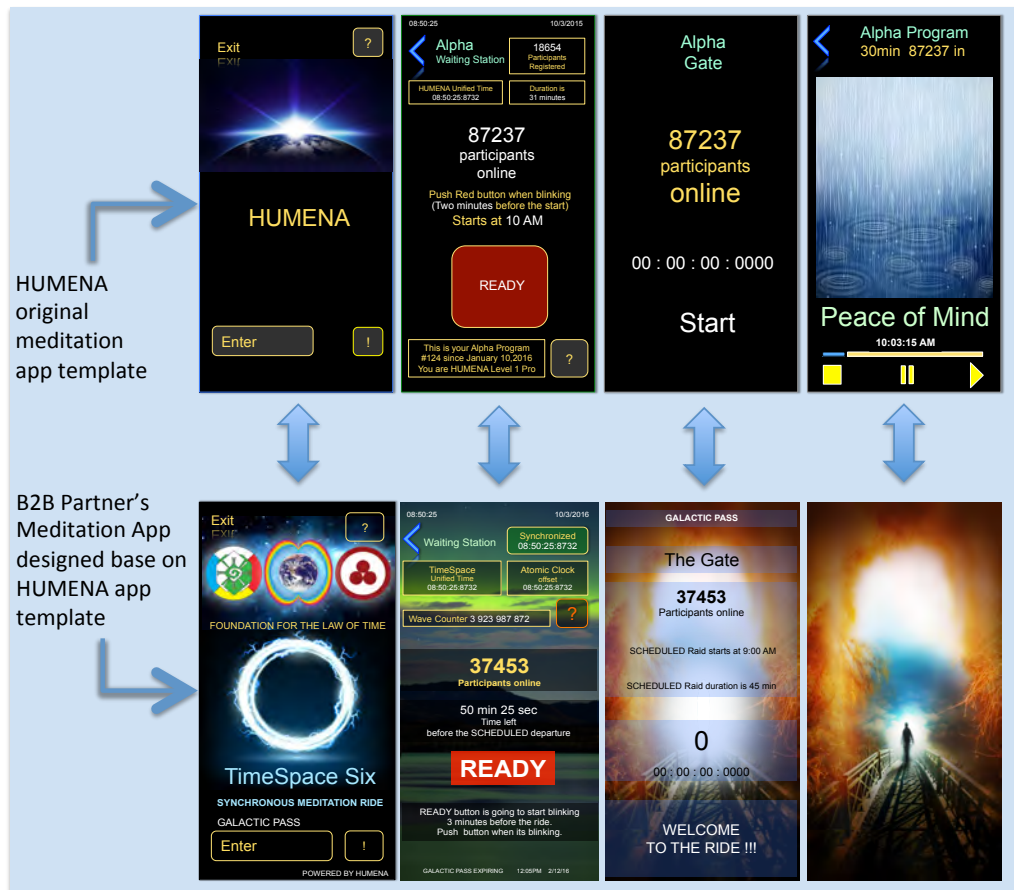 HUMENA
original
meditation
app template
Exit
?
HUMENA
Enter
!
08:50:25
10/3/2015
Alpha
Waiting Station
18654
Participants
Registered
HUMENA Unified Time
08:50:25:8732
Duration is
31 minutes
87237
participants
online
Push Red button when blinking
(Two minutes before the start)
Starts at 10 AM
READY
This is your Alpha Program
#124 since January 10,2016
You are HUMENA Level 1 Pro
?
Alpha
Gate
87237
participants
online
00 : 00 : 00 : 0000
Start
Alpha Program
30min 87237 in
Peace of Mind
10:03:15 AM
B2B Partner’s
Meditation App
designed base on
HUMENA app
template
Exit
?
FOUNDATION FOR THE LAW OF TIME
TimeSpace Six
SYNCHRONOUS MEDITATION RIDE
GALACTIC PASS
Enter
!
POWERED BY HUMENA
08:50:25
10/3/2016
Waiting Station
Synchronized
08:50:25:8732
TimeSpace
Unified Time
08:50:25:8732
Atomic Clock
offset
08:50:25:8732
Wave Counter 3 923 987 872
?
37453
Participants online
50 min 25 sec
Time left
before the SCHEDULED departure
READY
READY button is going to start blinking
3 minutes before the ride.
Push button when its blinking.
GALACTIC PASS EXPIRING 12:05PM 2/12/16
GALACTIC PASS
The Gate
37453
Participants online
SCHEDULED Raid starts at 9:00 AM
SCHEDULED Raid duration is 45 min
0
00 : 00 : 00 : 0000
WELCOME
TO THE RIDE !!!